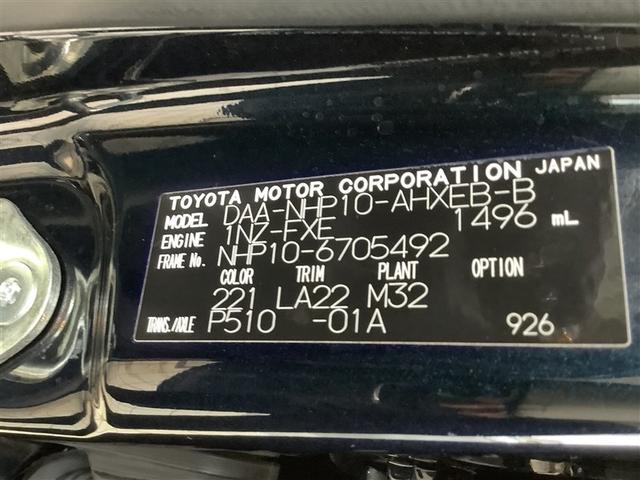 TOYOTA MOTOR CORPORATION JAPAN
MODEL DAA-NHP10-AHXEB-B
ENGINE 1NZ-FXE 1496 mL
FRAME No. NHP10-6705492
COLOR TRIM PLANT OPTION
221 LA22 M32
TRANS./AXLE P510 -01A 926